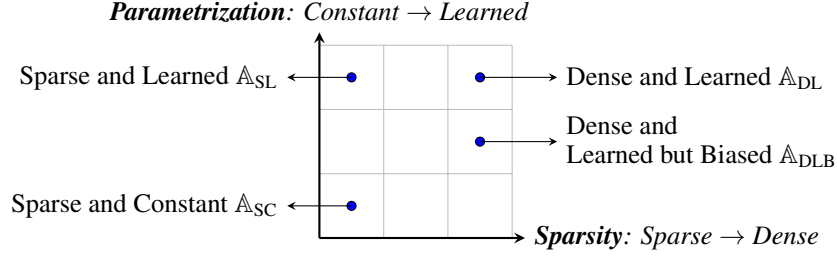 Parametrization: Constant → Learned
Sparse and Learned 𝔸SL
Dense and Learned 𝔸DL
Dense and
Learned but Biased 𝔸DLB
Sparse and Constant 𝔸SC
Sparsity: Sparse → Dense